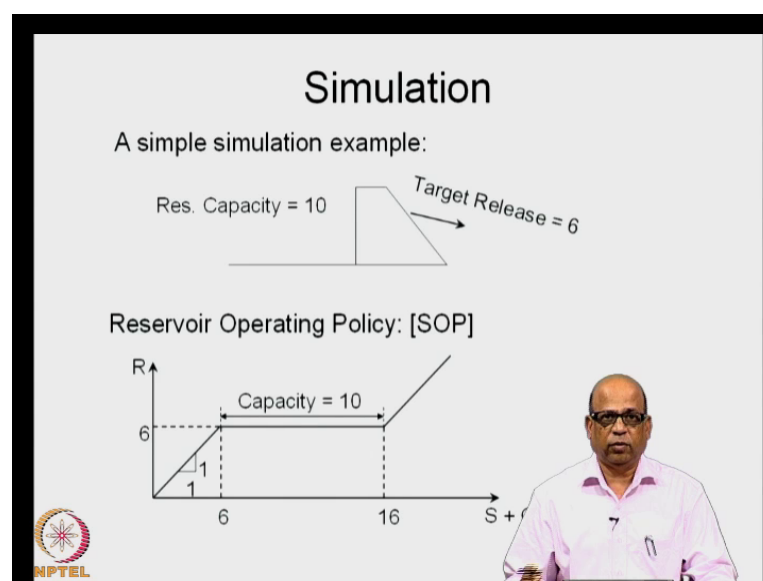 Simulation
A simple simulation example:
Res. Capacity = 10
Target Release = 6
Reservoir Operating Policy: [SOP]
R
Capacity = 10
6
1
1
6
16
S +
7
NPTEL